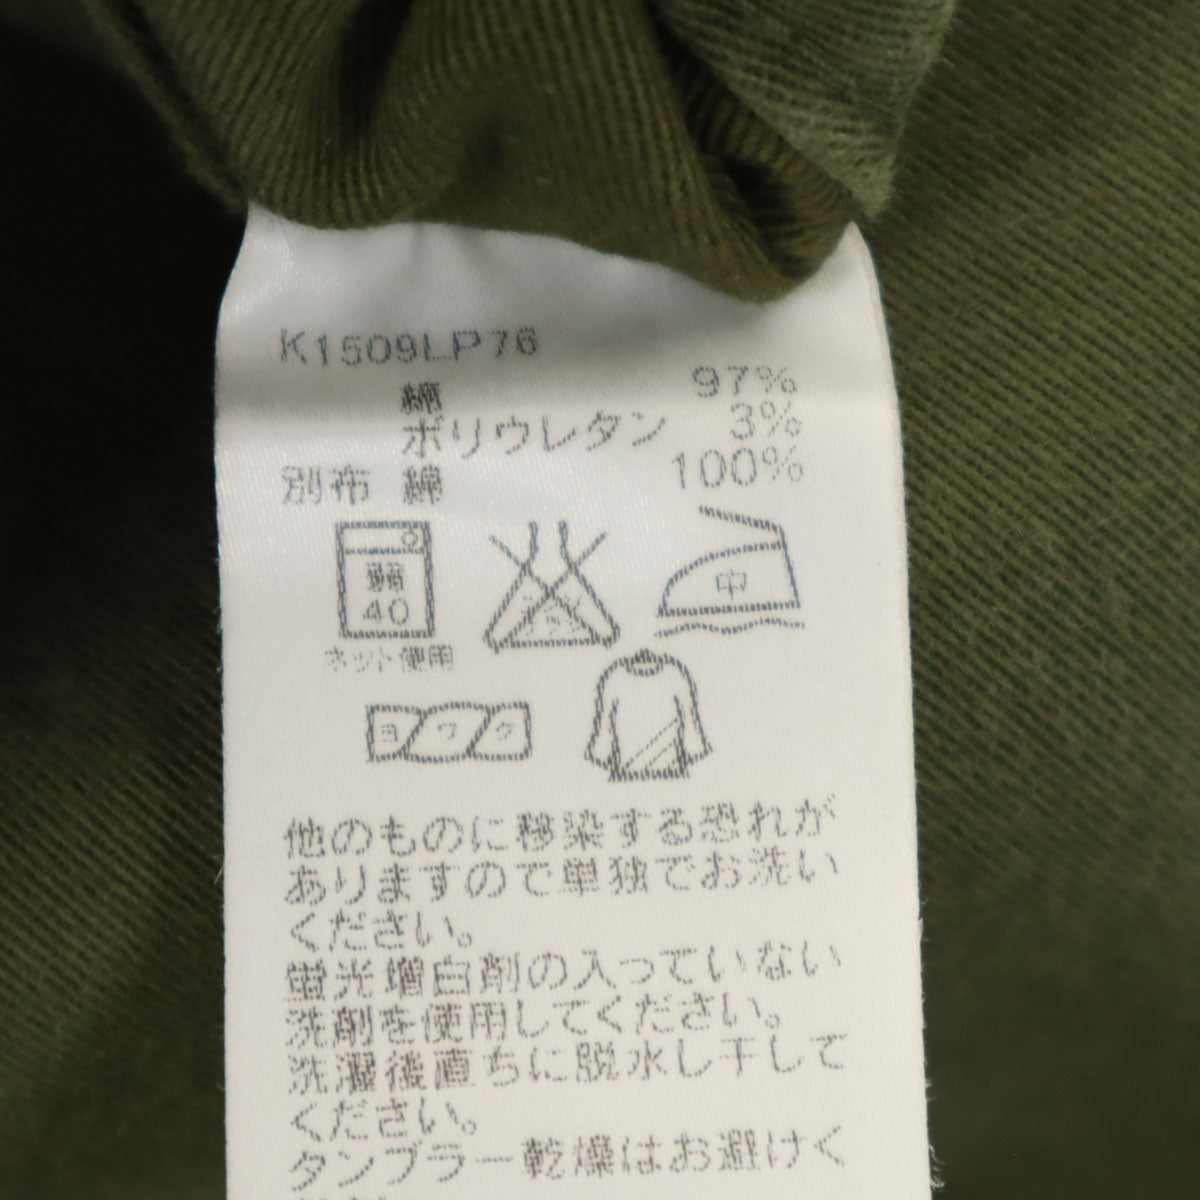 K1509LP76
綿 97%
ポリウレタン 3%
別布 綿 100%
弱
40
中
ネット使用
ヨワク
他のものに移染する恐れが
ありますので単独でお洗い
ください。
蛍光増白剤の入っていない
洗剤を使用してください。
洗濯後直ちに脱水し干して
ください。
タンブラー乾燥はお避けく